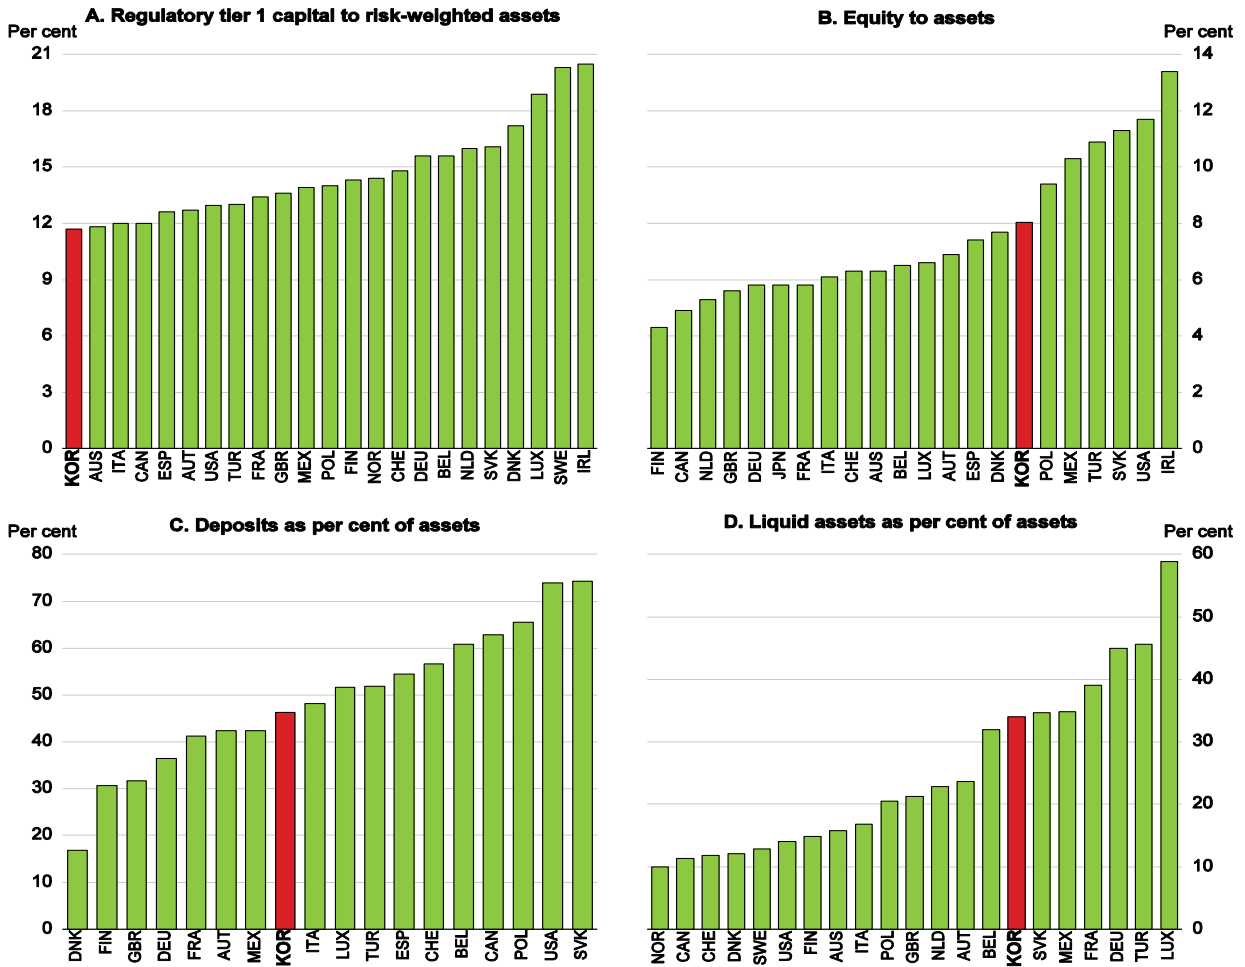 A. Regulatory tier 1 capital to risk-weighted assets
Per cent
21
18
15
12
9
6
3
0
KOR AUS ITA CAN ESP AUT USA TUR FRA GBR MEX POL FIN NOR CHE DEU BEL NLD SVK DNK LUX SWE IRL
B. Equity to assets
Per cent
14
12
10
8
6
4
2
0
FIN CAN NLD GBR DEU JPN FRA ITA CHE AUS BEL LUX AUT ESP DNK KOR POL MEX TUR SVK USA IRL
C. Deposits as per cent of assets
Per cent
80
70
60
50
40
30
20
10
0
DNK FIN GBR DEU FRA AUT MEX KOR ITA LUX TUR ESP CHE BEL CAN POL USA SVK
D. Liquid assets as per cent of assets
Per cent
60
50
40
30
20
10
0
NOR CAN CHE DNK SWE USA FIN AUS ITA POL GBR NLD AUT BEL KOR SVK MEX FRA DEU TUR LUX